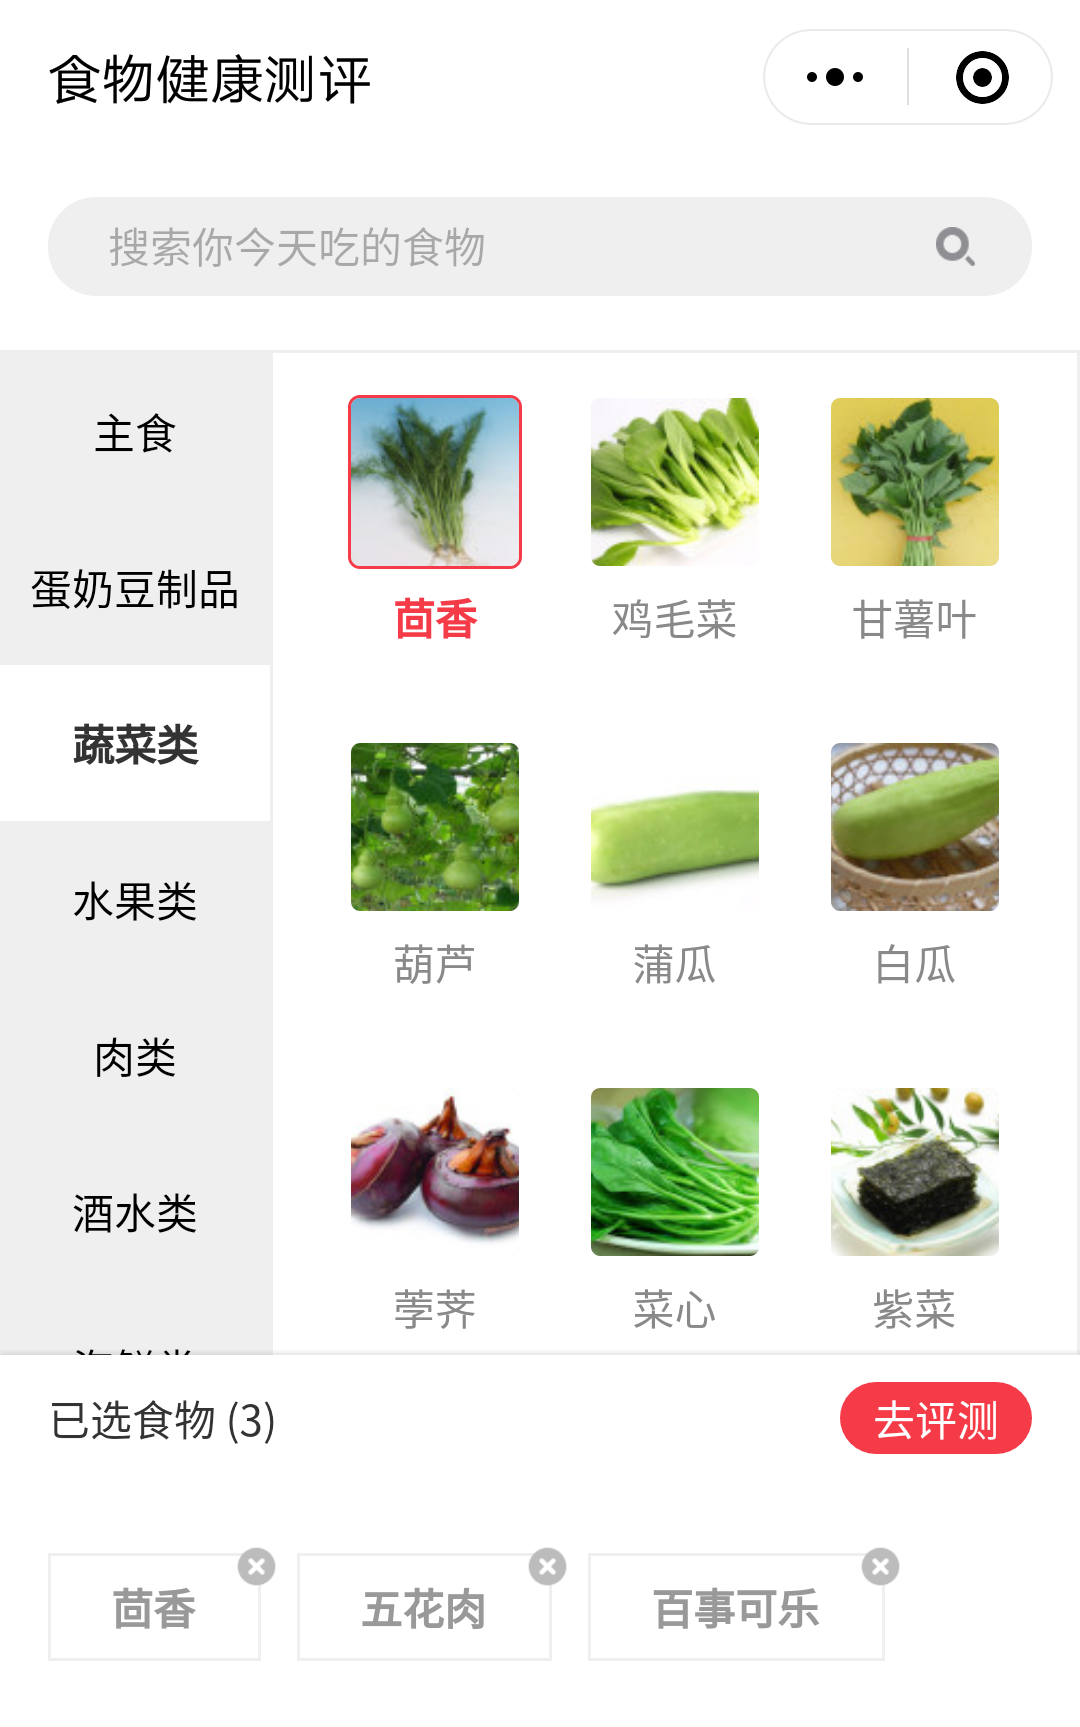 食物健康测评
搜索你今天吃的食物
主食
蛋奶豆制品
蔬菜类
水果类
肉类
酒水类
海鲜类
茴香
鸡毛菜
甘薯叶
葫芦
蒲瓜
白瓜
荸荠
菜心
紫菜
已选食物 (3)
去评测
茴香
五花肉
百事可乐